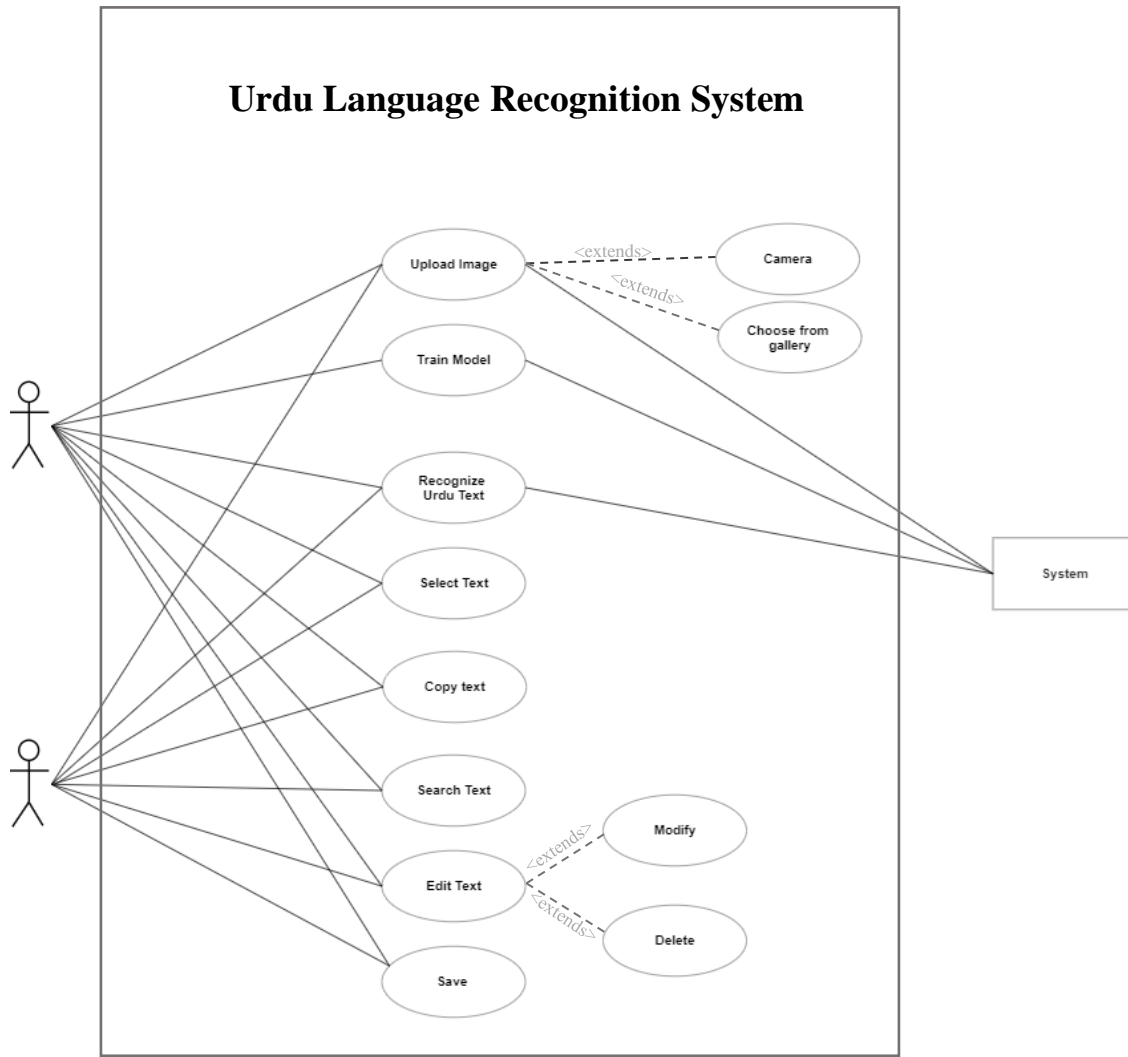 Urdu Language Recognition System
Upload Image
<extends>
Camera
<extends>
Choose from
gallery
Train Model
Recognize
Urdu Text
System
Select Text
Copy text
Search Text
<extends>
Modify
Edit Text
<extends>
Delete
Save